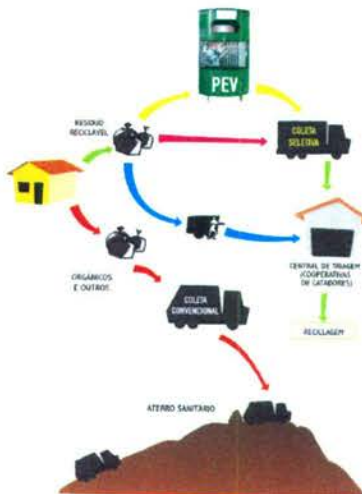 PEV
RESÍDUO
RECICLÁVEL
COLETA
SELETIVA
ORGÂNICOS
E OUTROS
CENTRAL DE TRIAGEM
(COOPERATIVAS
DE CATADORES)
COLETA
CONVENCIONAL
RECICLAGEM
ATERRO SANITÁRIO